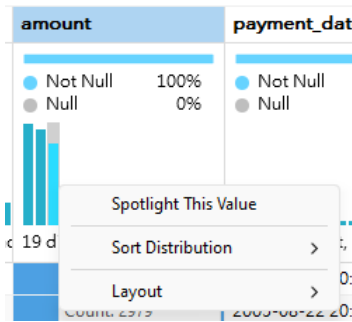 amount payment_dat
Not Null 100% Not Null
Null 0% Null
Spotlight This Value
19 d
Sort Distribution
Layout
Count: 2979 2005-08-22 20: